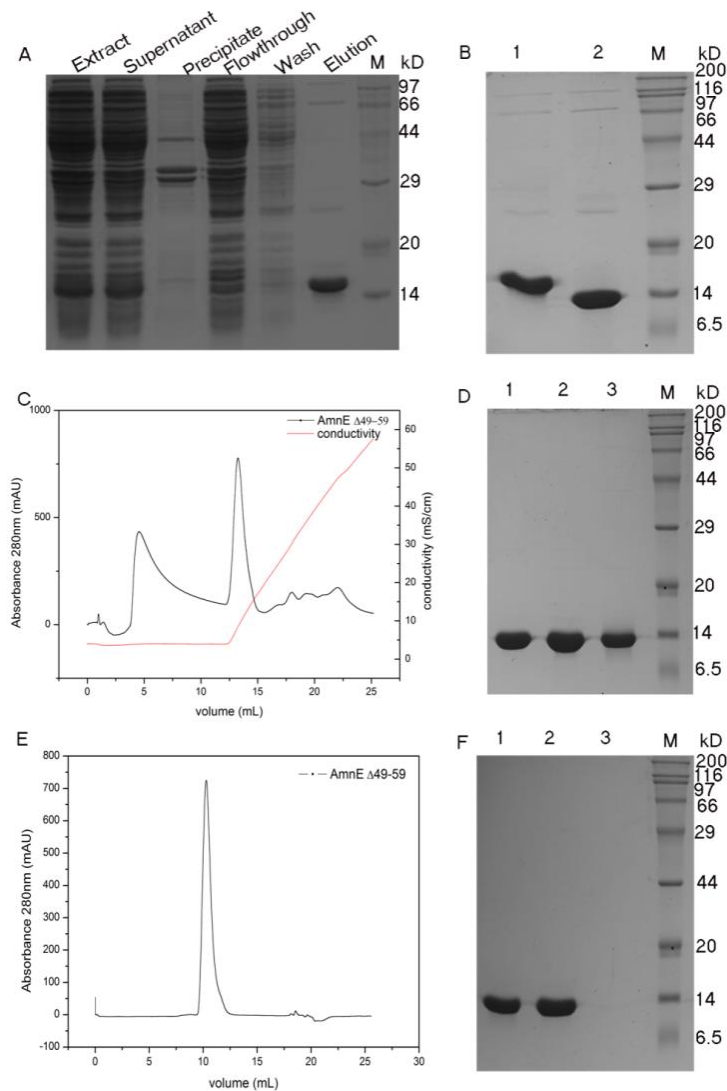 A
Extract
Supernatant
Precipitate
Flowthrough
Wash
Elution
M
kD
97
66
44
29
20
14
B
1 2 M kD
200
116
97
66
44
29
20
14
6.5
C
1000
500
0
Absorbance 280nm (mAU)
AmnE Δ49–59
conductivity
60
50
40
30
20
10
0
conductivity (mS/cm)
0 5 10 15 20 25
volume (mL)
D
1 2 3 M kD
200
116
97
66
44
29
20
14
6.5
E
800
700
600
500
400
300
200
100
0
-100
Absorbance 280nm (mAU)
AmnE Δ49-59
0 5 10 15 20 25 30
volume (mL)
F
1 2 3 M kD
200
116
97
66
29
44
20
14
6.5